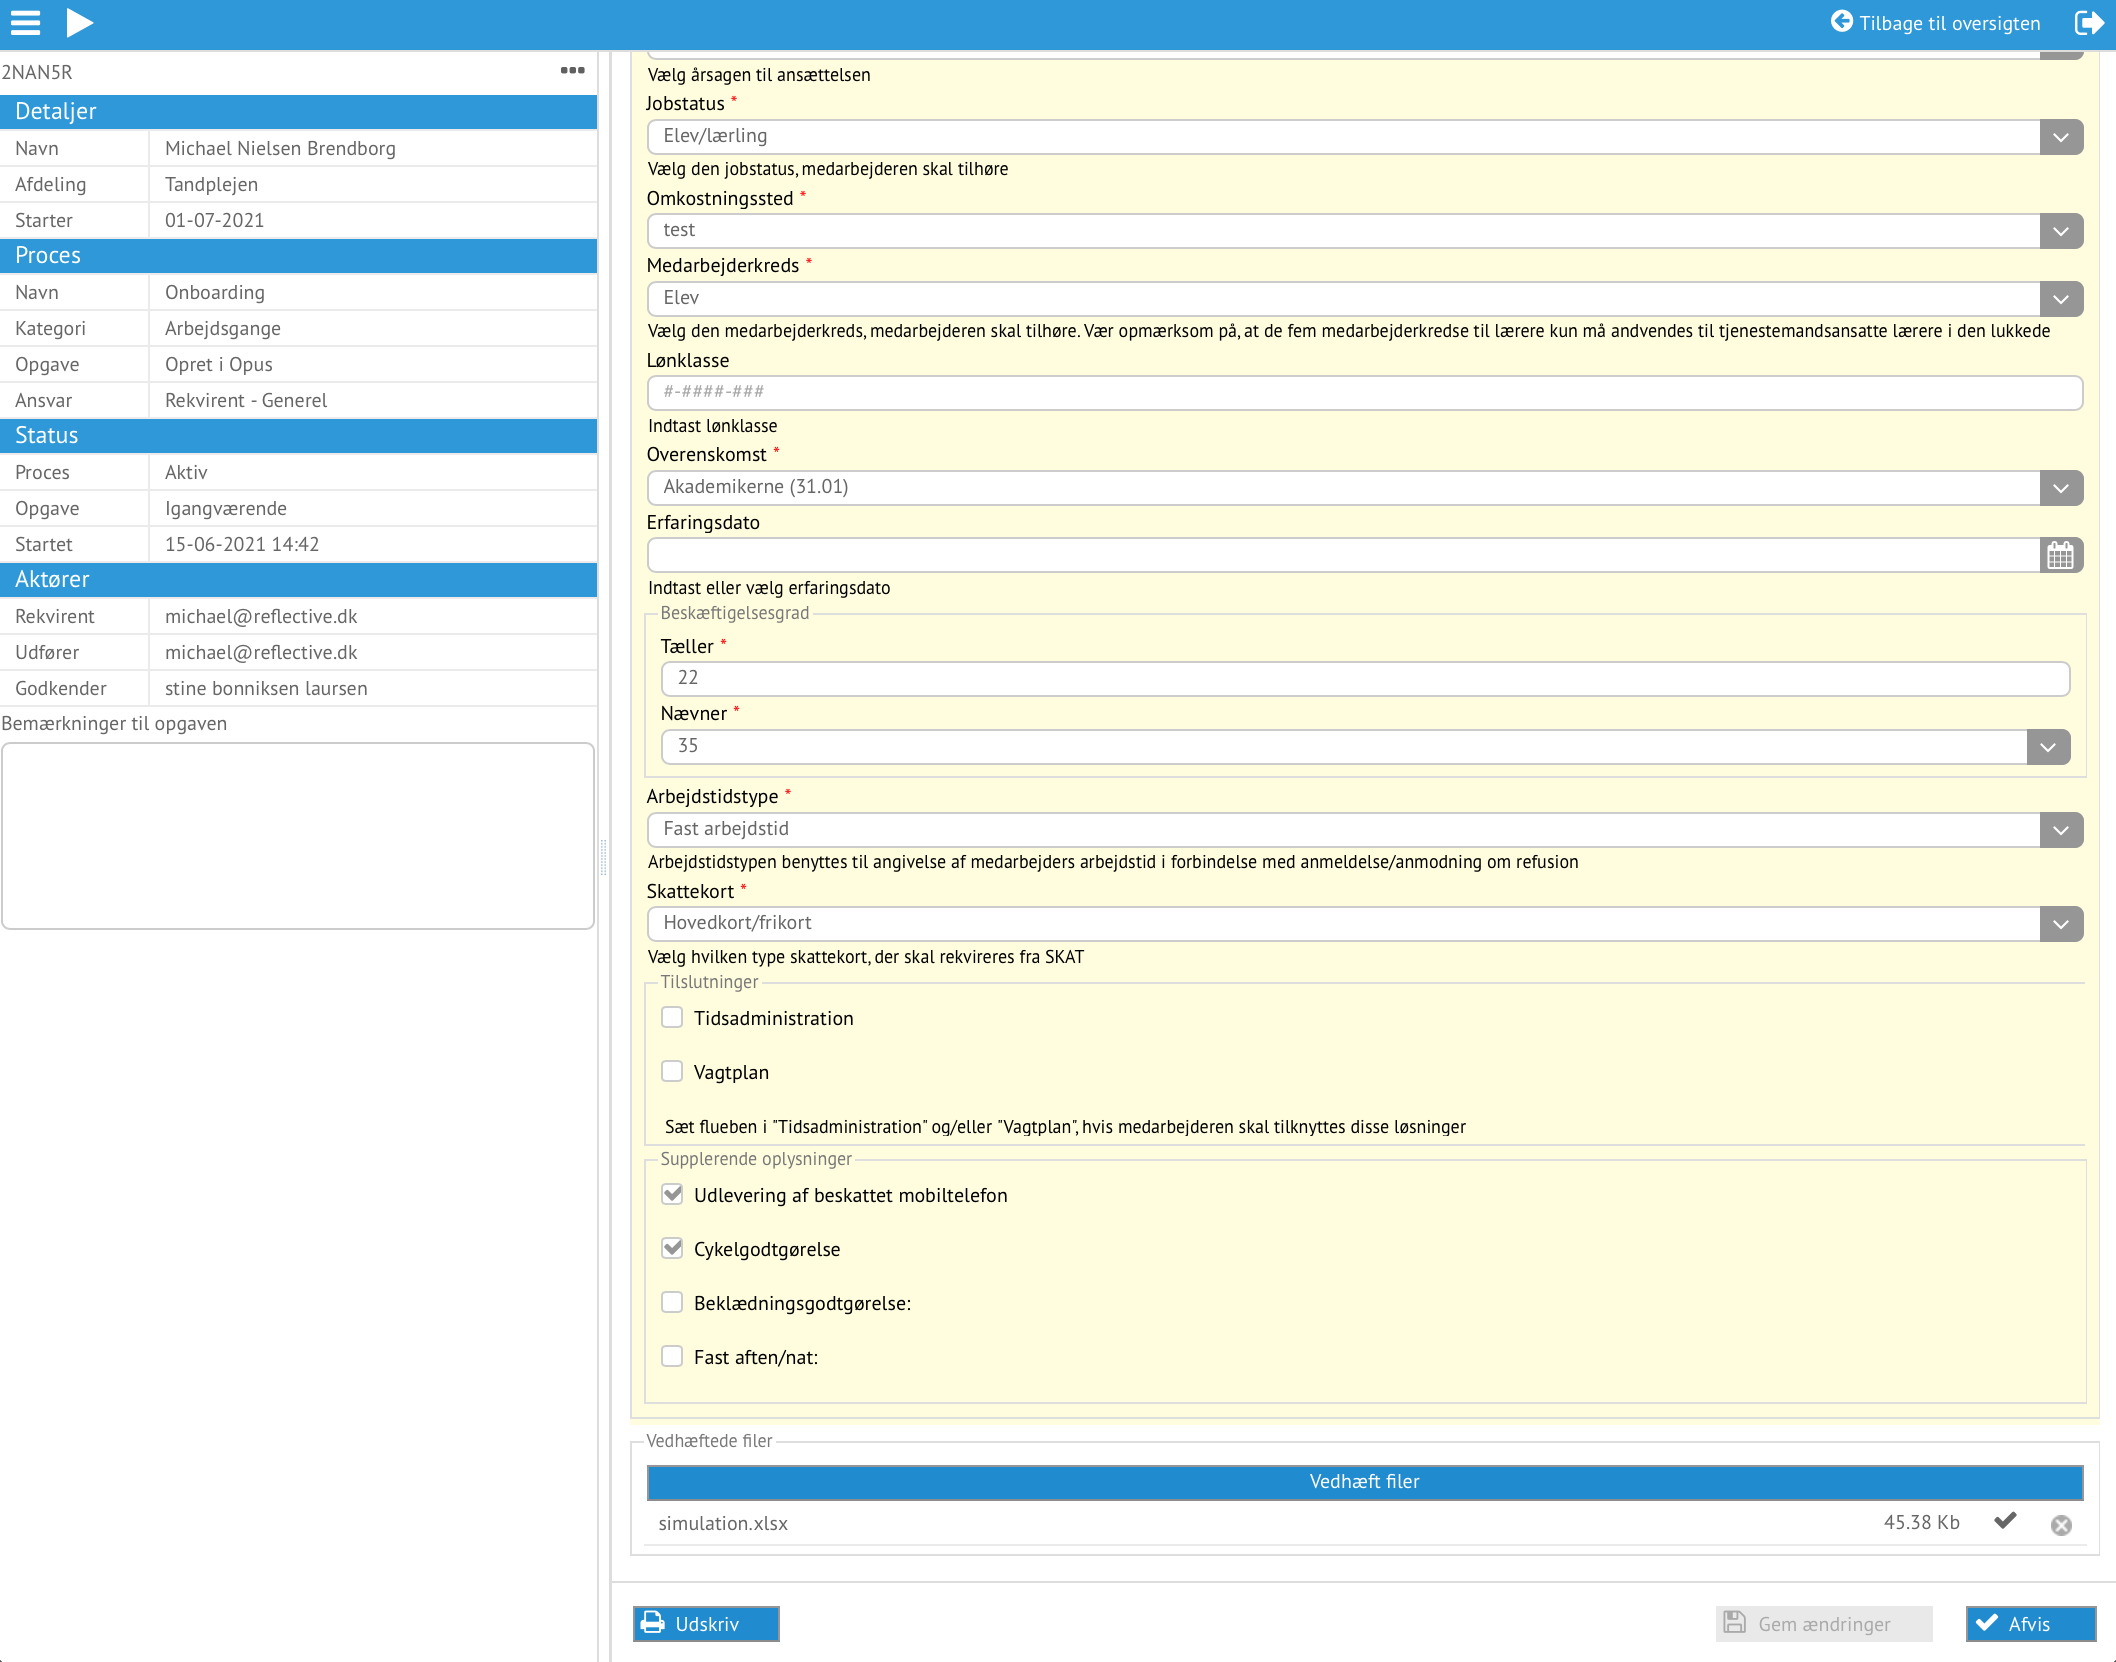 Tilbage til oversigten
2NAN5R
Detaljer
Navn Michael Nielsen Brendborg
Afdeling Tandplejen
Starter 01-07-2021
Proces
Navn Onboarding
Kategori Arbejdsgange
Opgave Opret i Opus
Ansvar Rekvirent - Generel
Status
Proces Aktiv
Opgave Igangværende
Startet 15-06-2021 14:42
Aktører
Rekvirent michael@reflective.dk
Udfører michael@reflective.dk
Godkender stine bonniksen laursen
Bemærkninger til opgaven
Vælg årsagen til ansættelsen
Jobstatus *
Elev/lærling
Vælg den jobstatus, medarbejderen skal tilhøre
Omkostningssted *
test
Medarbejderkreds *
Elev
Vælg den medarbejderkreds, medarbejderen skal tilhøre. Vær opmærksom på, at de fem medarbejderkredse til lærere kun må andvendes til tjenestemandsansatte lærere i den lukkede
Lønklasse
#-####-###
Indtast lønklasse
Overenskomst *
Akademikerne (31.01)
Erfaringsdato
Indtast eller vælg erfaringsdato
Beskæftigelsesgrad
Tæller *
22
Nævner *
35
Arbejdstidstype *
Fast arbejdstid
Arbejdstidstypen benyttes til angivelse af medarbejders arbejdstid i forbindelse med anmeldelse/anmodning om refusion
Skattekort *
Hovedkort/frikort
Vælg hvilken type skattekort, der skal rekvireres fra SKAT
Tilslutninger
Tidsadministration
Vagtplan
Sæt flueben i "Tidsadministration" og/eller "Vagtplan", hvis medarbejderen skal tilknyttes disse løsninger
Supplerende oplysninger
Udlevering af beskattet mobiltelefon
Cykelgodtgørelse
Beklædningsgodtgørelse:
Fast aften/nat:
Vedhæftede filer
Vedhæft filer
simulation.xlsx 45.38 Kb
Udskriv Gem ændringer Afvis